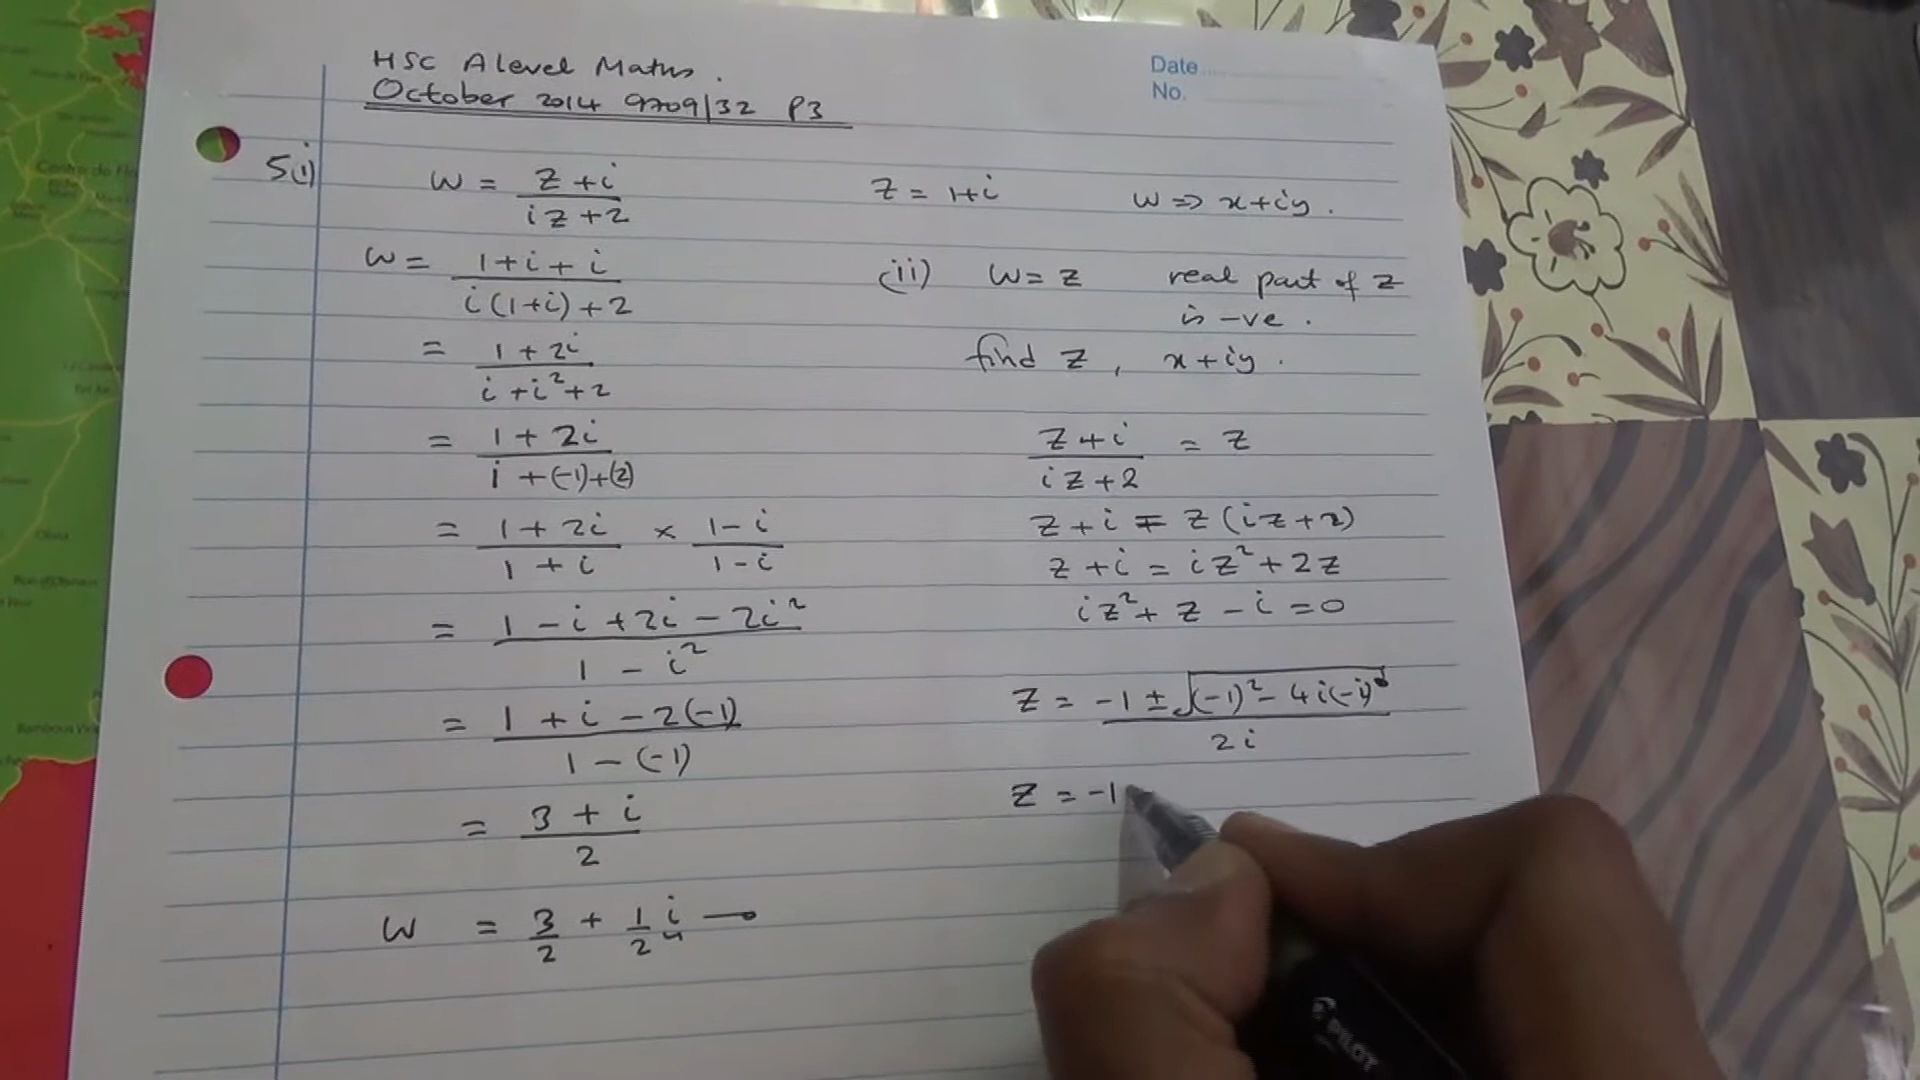 HSC A level Maths.
October 2014 9709/32 P3
Date
No.
5(i)
w = (z + i)/(iz + 2)
z = 1+i
w => x+iy.
w = (1+i+i)/(i(1+i)+2)
= (1+2i)/(i+i²+2)
= (1+2i)/(i+(-1)+(2))
= (1+2i)/(1+i) × (1-i)/(1-i)
= (1-i+2i-2i²)/(1-i²)
= (1+i-2(-1))/(1-(-1))
= (3+i)/2
w = 3/2 + 1/2 i
(ii) w = z real part of z
is -ve.
find z, x+iy.
(z+i)/(iz+2) = z
z+i = z(iz+2)
z+i = iz²+2z
iz²+z-i=0
z = (-1 ± √((-1)²-4i(-i)))/(2i)
z = -1
PILOT